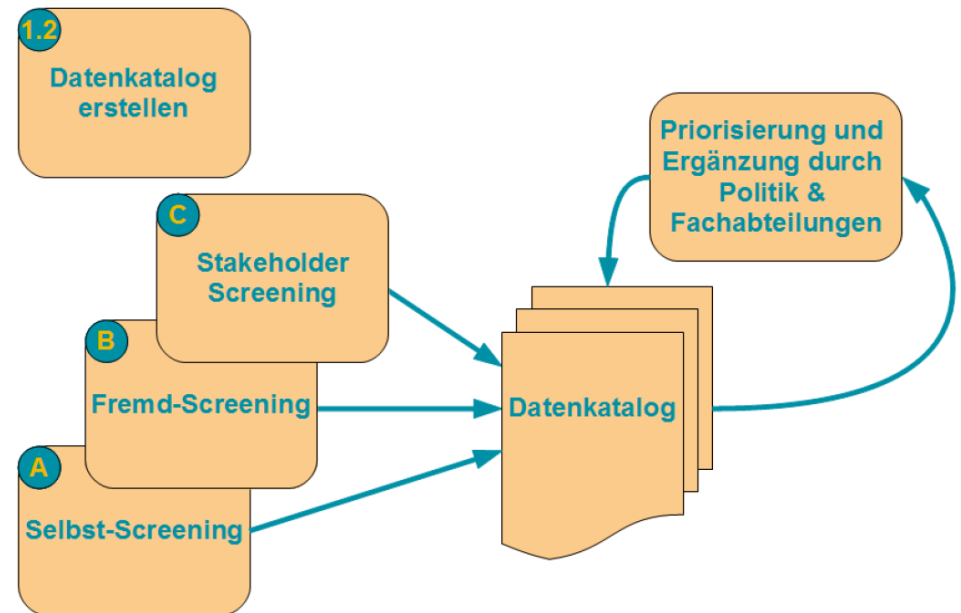 1.2
Datenkatalog
erstellen
Priorisierung und
Ergänzung durch
Politik &
Fachabteilungen
C
Stakeholder
Screening
B
Fremd-Screening
Datenkatalog
A
Selbst-Screening